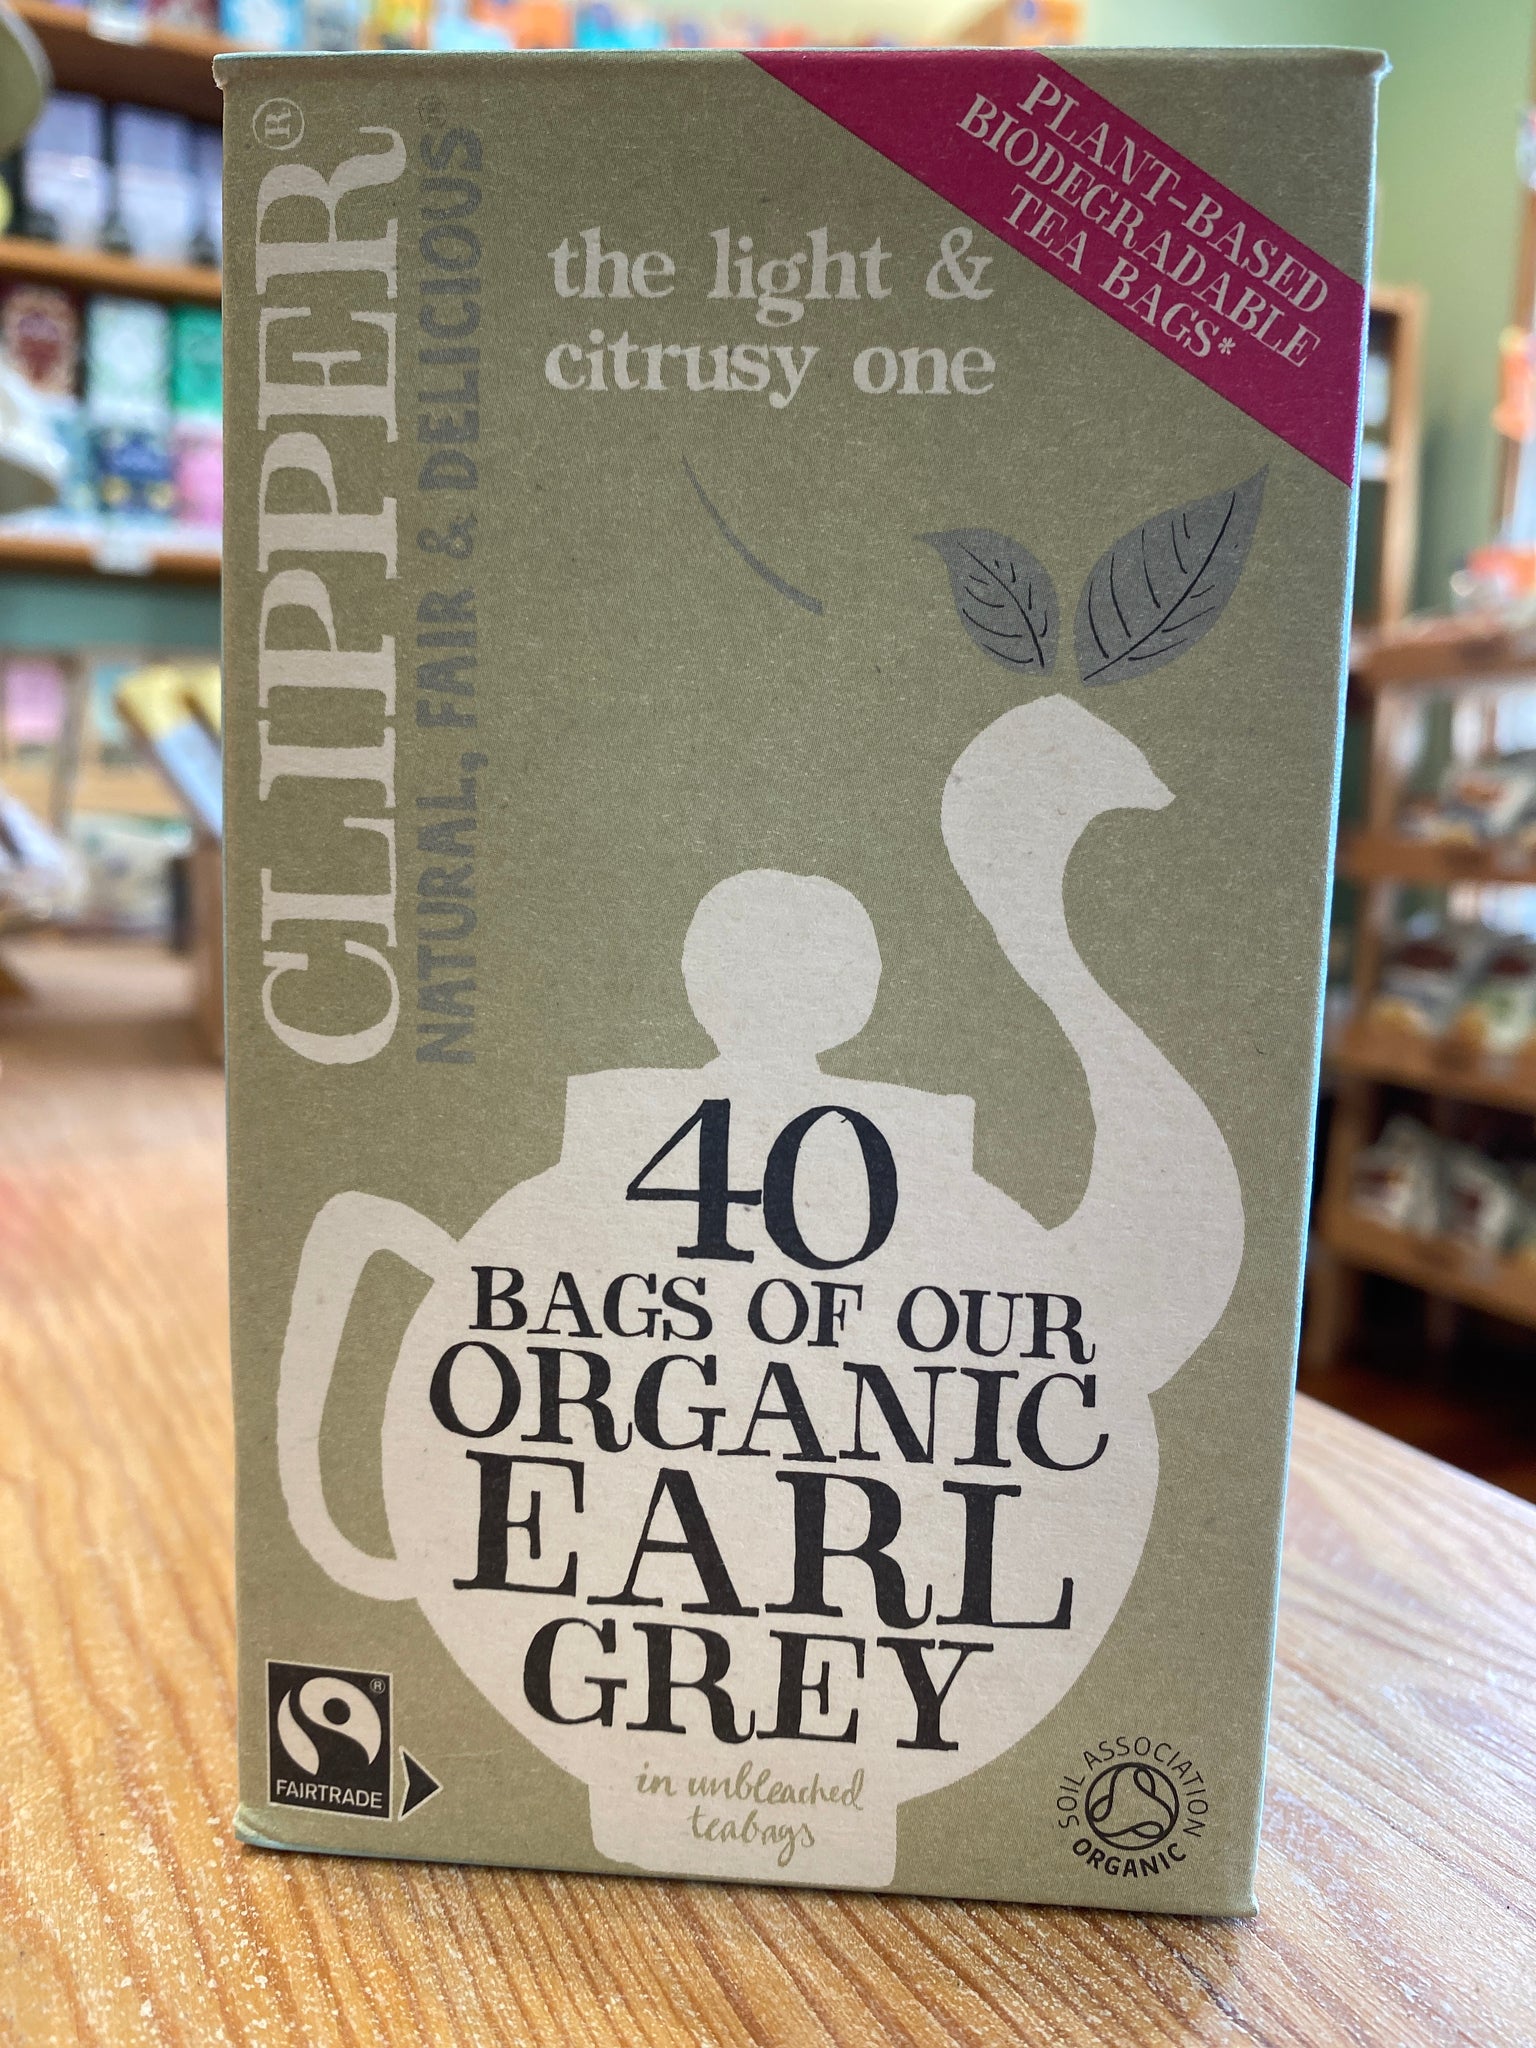 CLIPPER®
NATURAL, FAIR & DELICIOUS®
the light &
citrusy one
PLANT-BASED
BIODEGRADABLE
TEA BAGS*
40
BAGS OF OUR
ORGANIC
EARL
GREY
in unbleached
teabags
®
FAIRTRADE
SOIL ASSOCIATION
ORGANIC